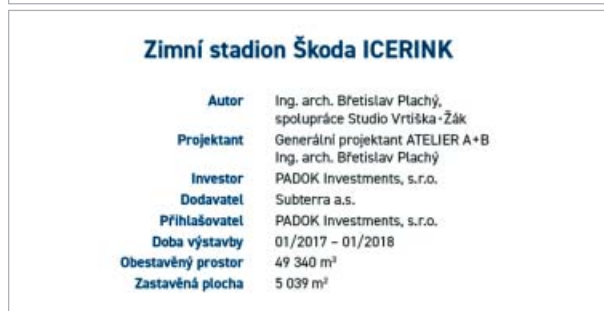 Zimní stadion Škoda ICERINK
Autor Ing. arch. Břetislav Plachý,
spolupráce Studio Vrtiška・Žák
Projektant Generální projektant ATELIER A+B
Ing. arch. Břetislav Plachý
Investor PADOK Investments, s.r.o.
Dodavatel Subterra a.s.
Přihlašovatel PADOK Investments, s.r.o.
Doba výstavby 01/2017 – 01/2018
Obestavěný prostor 49 340 m³
Zastavěná plocha 5 039 m²